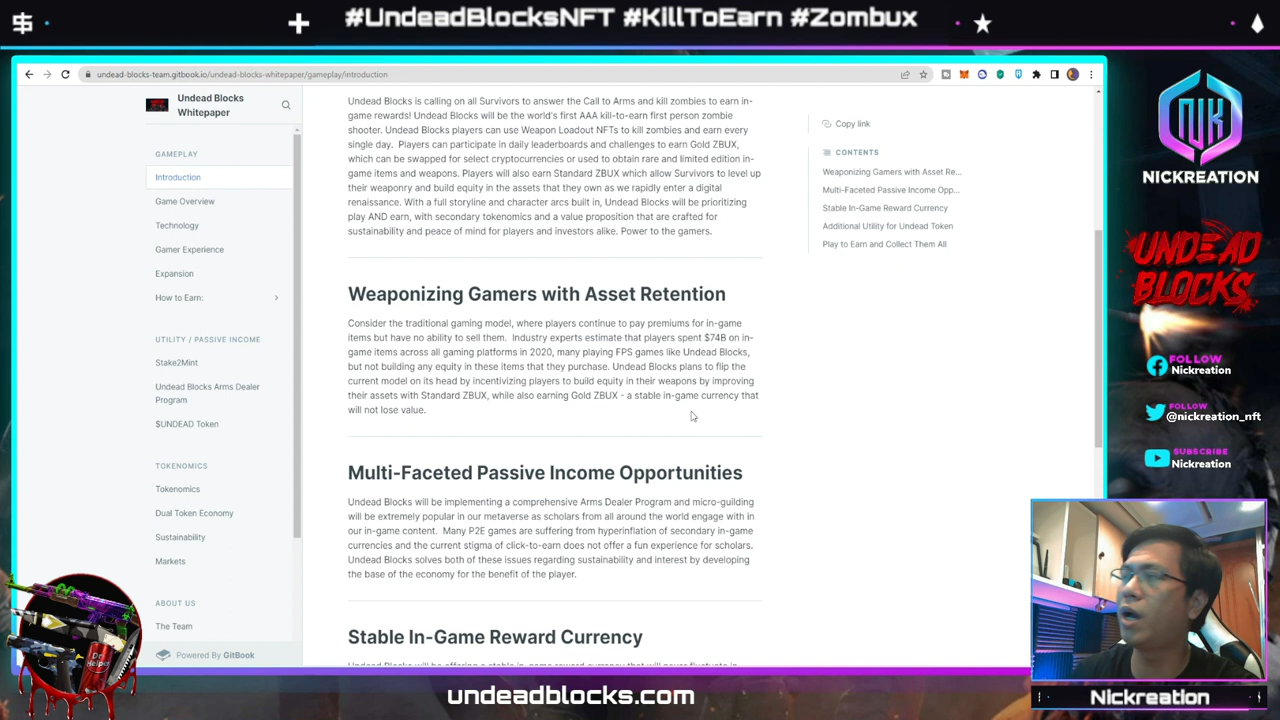 #UndeadBlocksNFT #KillToEarn #Zombux
undead-blocks-team.gitbook.io/undead-blocks-whitepaper/gameplay/introduction
Undead Blocks
Whitepaper
GAMEPLAY
Introduction
Game Overview
Technology
Gamer Experience
Expansion
How to Earn:
UTILITY / PASSIVE INCOME
Stake2Mint
Undead Blocks Arms Dealer
Program
$UNDEAD Token
TOKENOMICS
Tokenomics
Dual Token Economy
Sustainability
Markets
ABOUT US
The Team
Powered By GitBook
Undead Blocks is calling on all Survivors to answer the Call to Arms and kill zombies to earn in-
game rewards! Undead Blocks will be the world's first AAA kill-to-earn first person zombie
shooter. Undead Blocks players can use Weapon Loadout NFTs to kill zombies and earn every
single day. Players can participate in daily leaderboards and challenges to earn Gold ZBUX,
which can be swapped for select cryptocurrencies or used to obtain rare and limited edition in-
game items and weapons. Players will also earn Standard ZBUX which allow Survivors to level up
their weaponry and build equity in the assets that they own as we rapidly enter a digital
renaissance. With a full storyline and character arcs built in, Undead Blocks will be prioritizing
play AND earn, with secondary tokenomics and a value proposition that are crafted for
sustainability and peace of mind for players and investors alike. Power to the gamers.
Weaponizing Gamers with Asset Retention
Consider the traditional gaming model, where players continue to pay premiums for in-game
items but have no ability to sell them. Industry experts estimate that players spent $74B on in-
game items across all gaming platforms in 2020, many playing FPS games like Undead Blocks,
but not building any equity in these items that they purchase. Undead Blocks plans to flip the
current model on its head by incentivizing players to build equity in their weapons by improving
their assets with Standard ZBUX, while also earning Gold ZBUX - a stable in-game currency that
will not lose value.
Multi-Faceted Passive Income Opportunities
Undead Blocks will be implementing a comprehensive Arms Dealer Program and micro-guilding
will be extremely popular in our metaverse as scholars from all around the world engage with in
our in-game content. Many P2E games are suffering from hyperinflation of secondary in-game
currencies and the current stigma of click-to-earn does not offer a fun experience for scholars.
Undead Blocks solves both of these issues regarding sustainability and interest by developing
the base of the economy for the benefit of the player.
Stable In-Game Reward Currency
Undead Blocks will be offering a stable in-game reward currency that will never fluctuate in
Copy link
CONTENTS
Weaponizing Gamers with Asset Re...
Multi-Faceted Passive Income Opp...
Stable In-Game Reward Currency
Additional Utility for Undead Token
Play to Earn and Collect Them All
NK
NICKREATION
UNDEAD
BLOCKS
FOLLOW
Nickreation
FOLLOW
@nickreation_nft
SUBSCRIBE
Nickreation
Dr.
Helper
undeadblocks.com
Nickreation